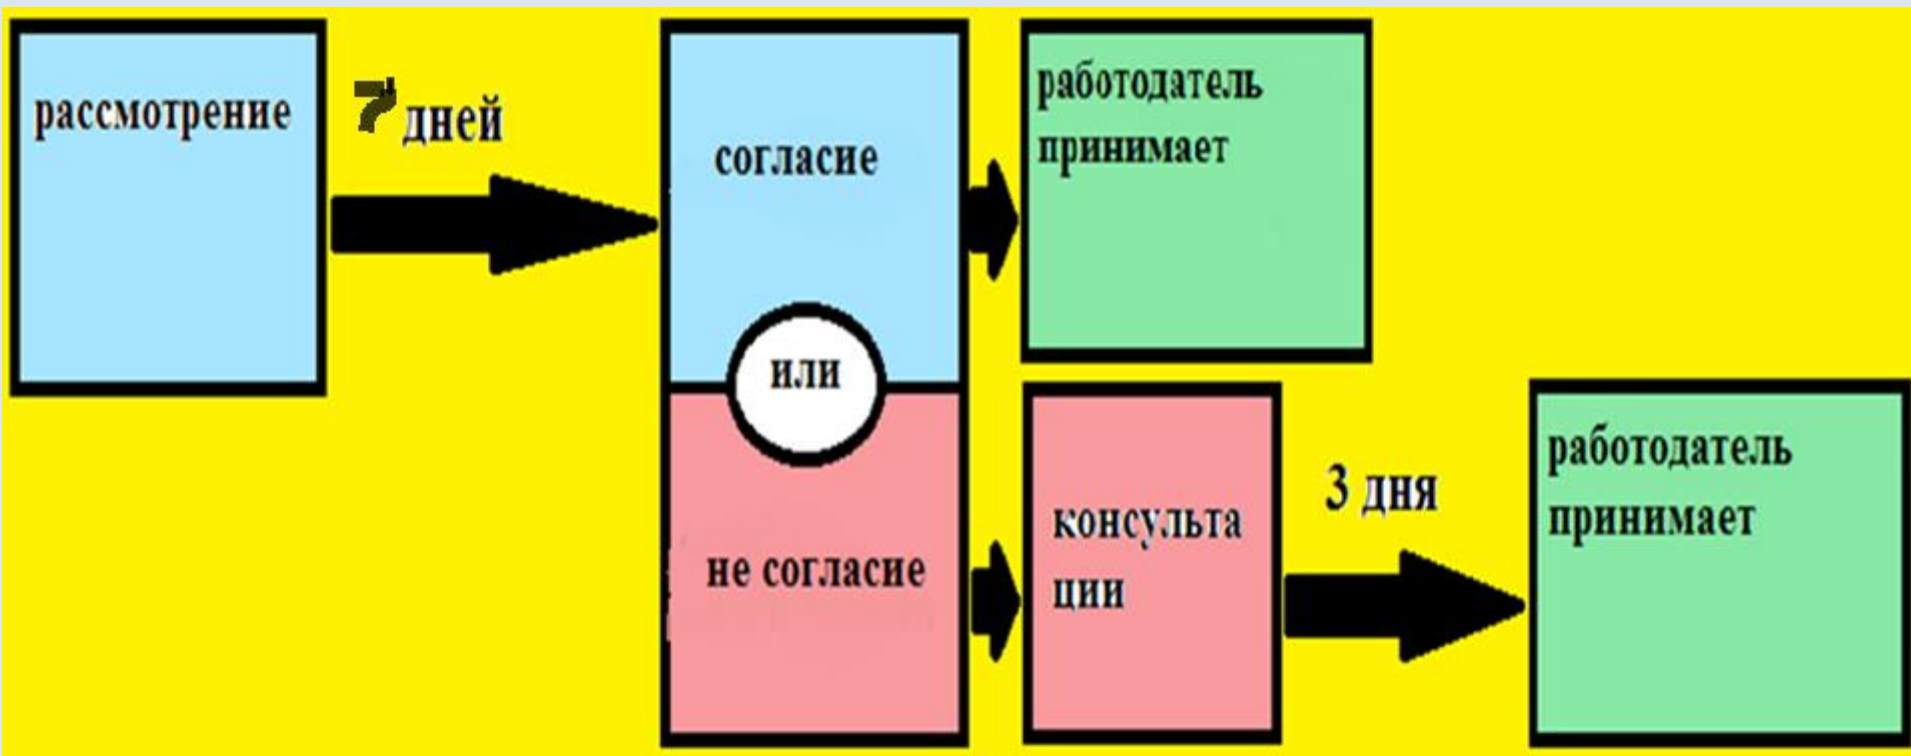 рассмотрение
7 дней
согласие
или
не согласие
работодатель
принимает
консульта
ции
3 дня
работодатель
принимает